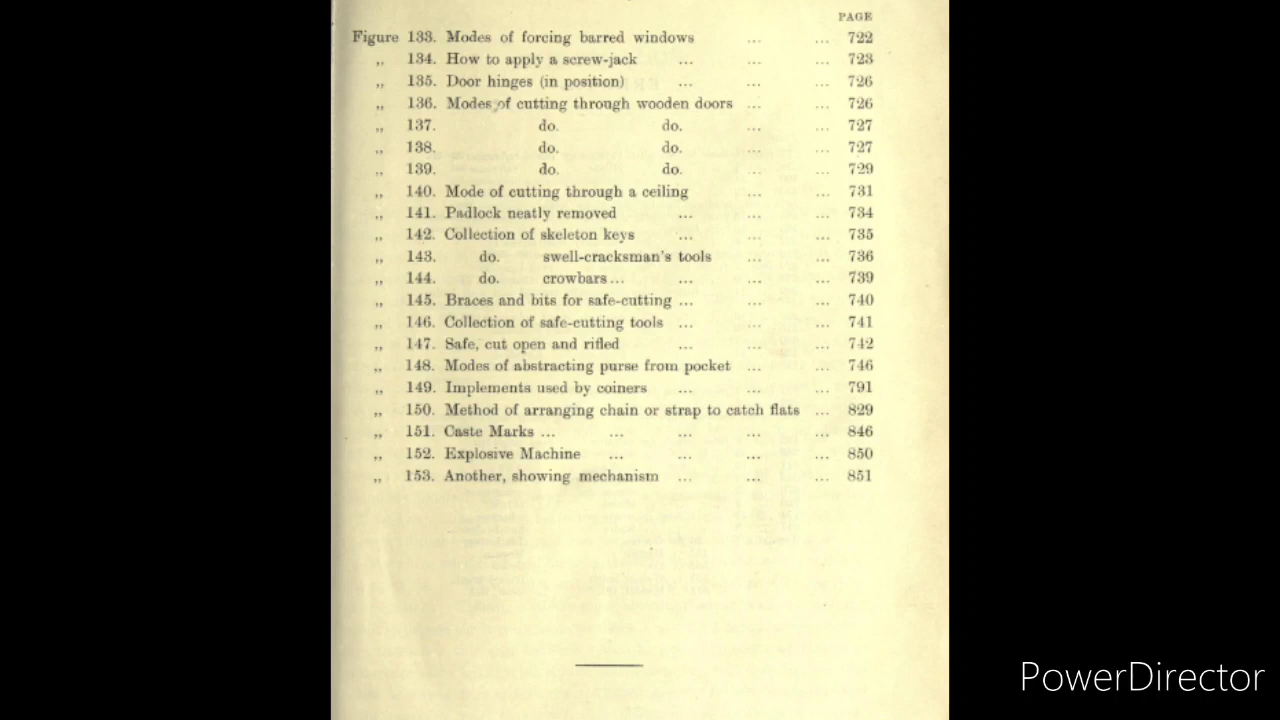 PAGE
Figure 133. Modes of forcing barred windows ... ... 722
„ 134. How to apply a screw-jack ... ... ... 723
„ 135. Door hinges (in position) ... ... ... 726
„ 136. Modes of cutting through wooden doors ... ... 726
„ 137. do. do. ... ... 727
„ 138. do. do. ... ... 727
„ 139. do. do. ... ... 729
„ 140. Mode of cutting through a ceiling ... ... 731
„ 141. Padlock neatly removed ... ... ... 734
„ 142. Collection of skeleton keys ... ... ... 735
„ 143. do. swell-cracksman's tools ... ... 736
„ 144. do. crowbars... ... ... ... 739
„ 145. Braces and bits for safe-cutting ... ... ... 740
„ 146. Collection of safe-cutting tools ... ... ... 741
„ 147. Safe, cut open and rifled ... ... ... 742
„ 148. Modes of abstracting purse from pocket ... ... 746
„ 149. Implements used by coiners ... ... ... 791
„ 150. Method of arranging chain or strap to catch flats ... 829
„ 151. Caste Marks ... ... ... ... ... 846
„ 152. Explosive Machine ... ... ... ... 850
„ 153. Another, showing mechanism ... ... ... 851
PowerDirector